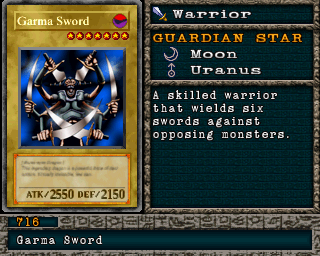 Garma Sword
ATK/2550 DEF/2150
Warrior
GUARDIAN STAR
Moon
Uranus
A skilled warrior
that wields six
swords against
opposing monsters.
716
Garma Sword